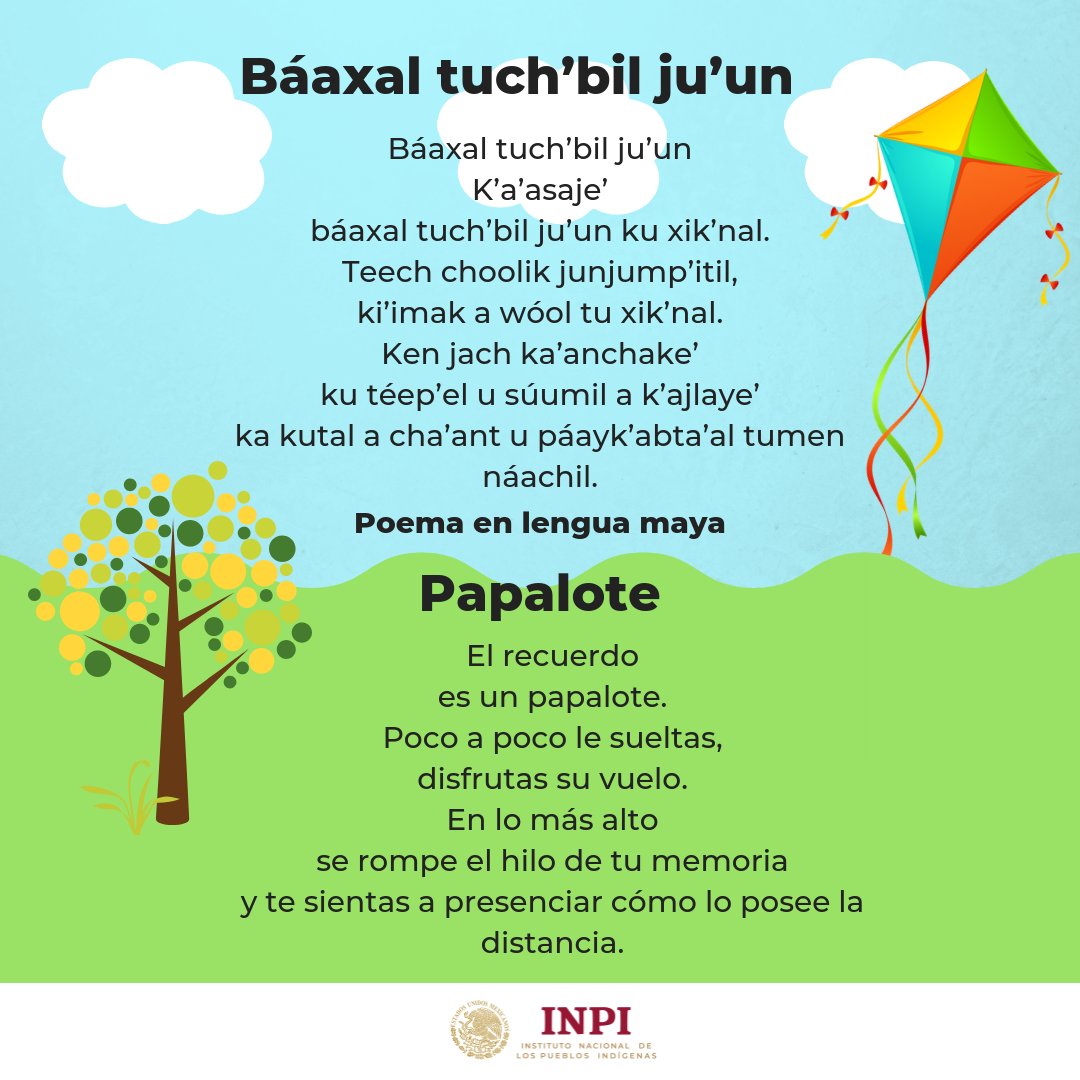 Báaxal tuch’bil ju’un
Báaxal tuch’bil ju’un
K’a’asaje’
báaxal tuch’bil ju’un ku xik’nal.
Teech choolik junjump’itil,
ki’imak a wóol tu xik’nal.
Ken jach ka’anchake’
ku téep’el u súumil a k’ajlaye’
ka kutal a cha’ant u páayk’abta’al tumen
náachil.
Poema en lengua maya
Papalote
El recuerdo
es un papalote.
Poco a poco le sueltas,
disfrutas su vuelo.
En lo más alto
se rompe el hilo de tu memoria
y te sientas a presenciar cómo lo posee la
distancia.
ESTADOS UNIDOS MEXICANOS
INPI
INSTITUTO NACIONAL DE
LOS PUEBLOS INDÍGENAS